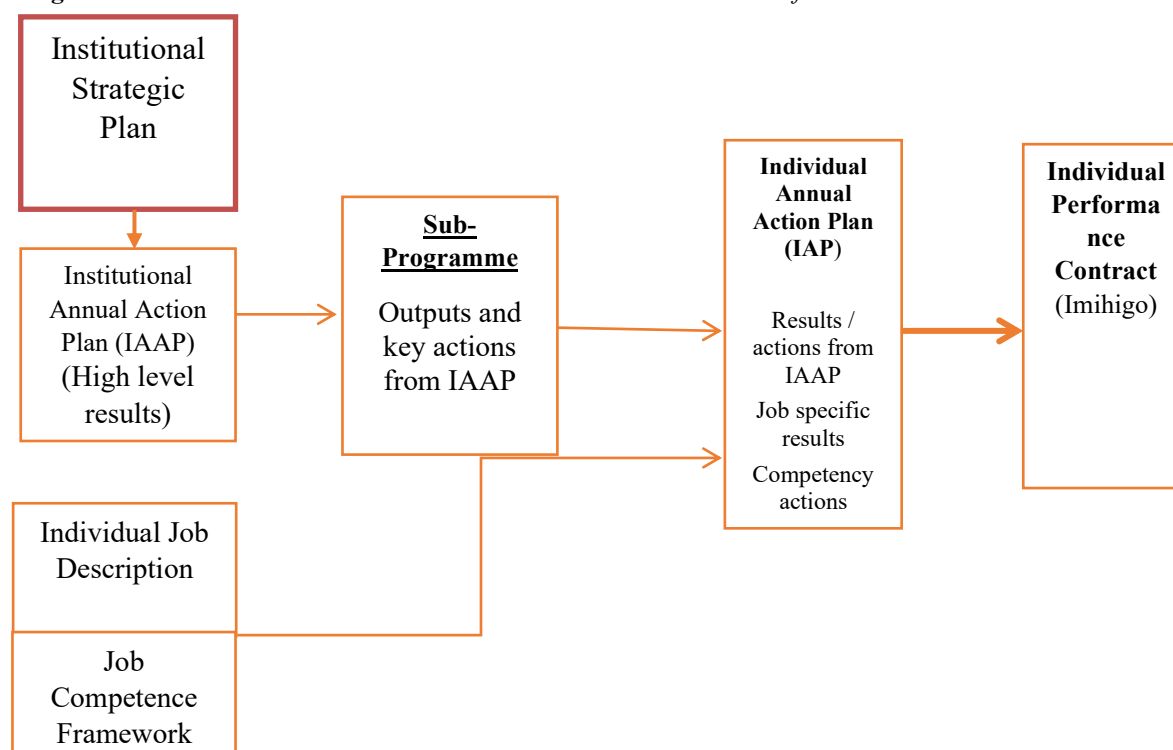 Institutional
Strategic
Plan
Institutional
Annual Action
Plan (IAAP)
(High level
results)
Sub-
Programme
Outputs and
key actions
from IAAP
Individual
Annual
Action Plan
(IAP)
Results /
actions from
IAAP
Job specific
results
Competency
actions
Individual
Performa
nce
Contract
(Imihigo)
Individual Job
Description
Job
Competence
Framework